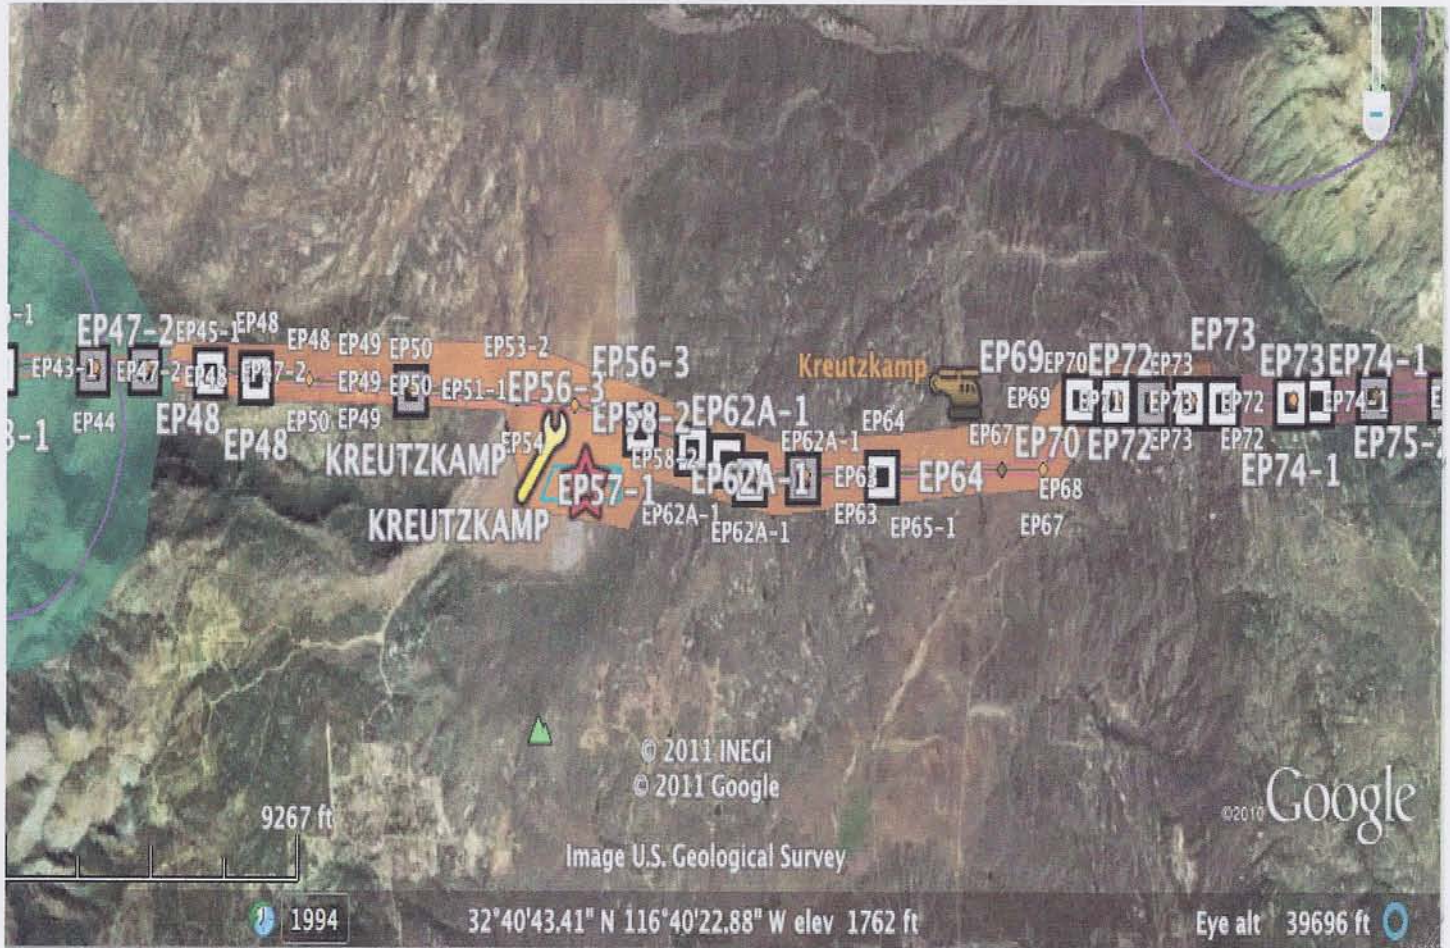 EP73
EP47-2 EP45-1 EP48
EP48 EP49 EP50 EP53-2
EP56-3
Kreutzkamp
EP69 EP70 EP72 EP73 EP73 EP74-1
EP43-1 EP47-2 EP48 EP49 EP50 EP51-1 EP56-3
EP69 EP72 EP74-1
EP44 EP48 EP50 EP49
EP58-2 EP62A-1 EP64
EP48 EP54 EP62A-1 EP67 EP70 EP72 EP73 EP72 EP74-1
KREUTZKAMP EP58-2
EP57-1 EP62A-1 EP63 EP64 EP68
KREUTZKAMP EP62A-1 EP62A-1 EP63 EP65-1 EP67
© 2011 INEGI
© 2011 Google
©2010 Google
9267 ft
Image U.S. Geological Survey
1994 32°40'43.41" N 116°40'22.88" W elev 1762 ft Eye alt 39696 ft